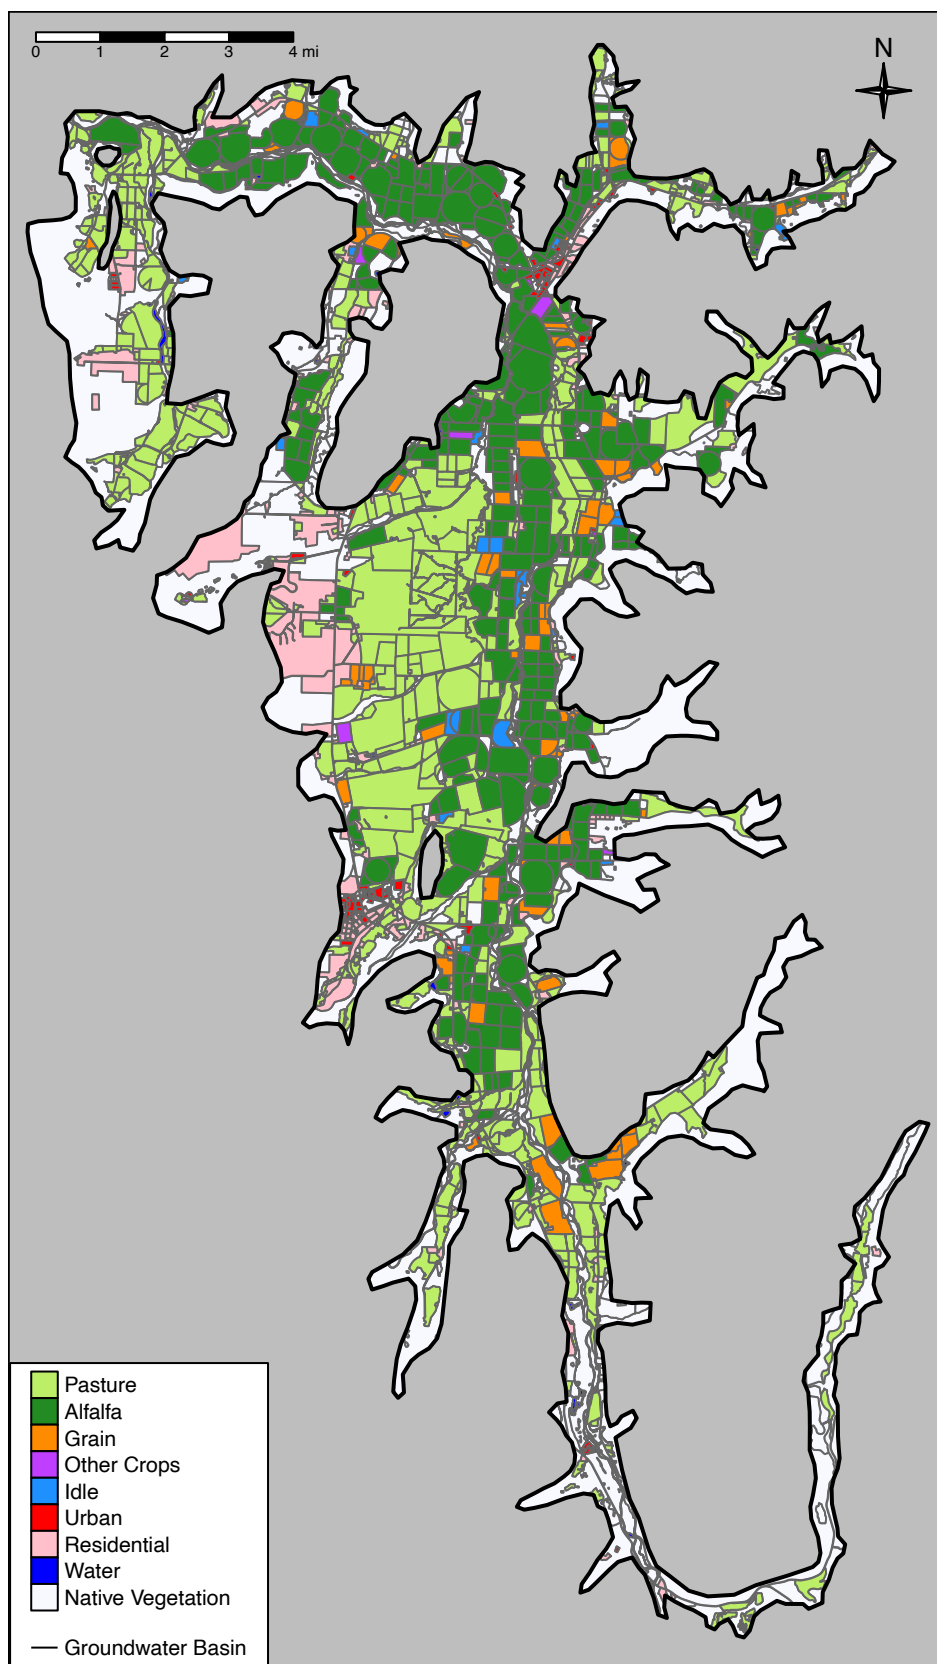 0 1 2 3 4 mi
N
Pasture
Alfalfa
Grain
Other Crops
Idle
Urban
Residential
Water
Native Vegetation
Groundwater Basin